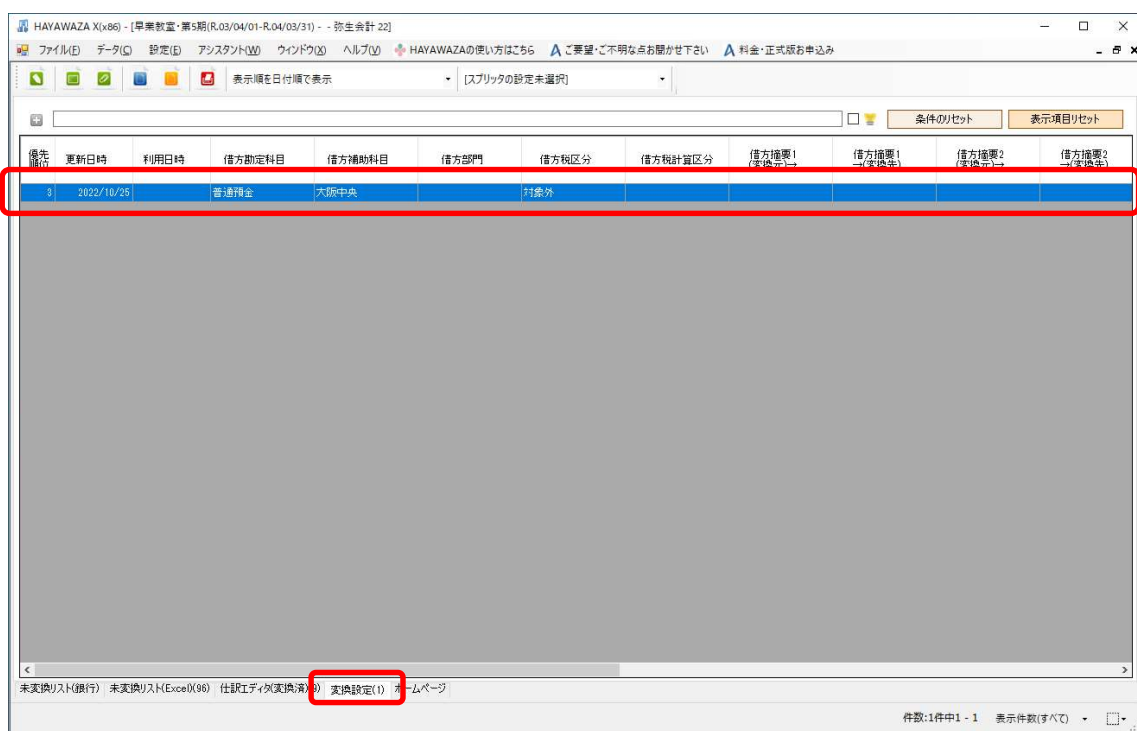 HAYAWAZA X(x86) - [早業教室・第5期(R.03/04/01-R.04/03/31) - - 弥生会計 22]
ファイル(F) データ(C) 設定(E) アシスタント(W) ウィンドウ(X) ヘルプ(V) HAYAWAZAの使い方はこちら ご要望・ご不明な点お聞かせ下さい 料金・正式版お申込み
表示順を日付順で表示 [スプリッタの設定未選択]
条件のリセット 表示項目リセット
優先順位 更新日時 利用日時 借方勘定科目 借方補助科目 借方部門 借方税区分 借方税計算区分 借方摘要1(変換元)→ 借方摘要1→(変換先) 借方摘要2(変換元)→ 借方摘要2→(変換先)
3 2022/10/25 普通預金 大阪中央 対象外
未変換リスト(銀行) 未変換リスト(Excel)(96) 仕訳エディタ(変換済)(9) 変換設定(1) ホームページ
件数:1件中1 - 1 表示件数(すべて)